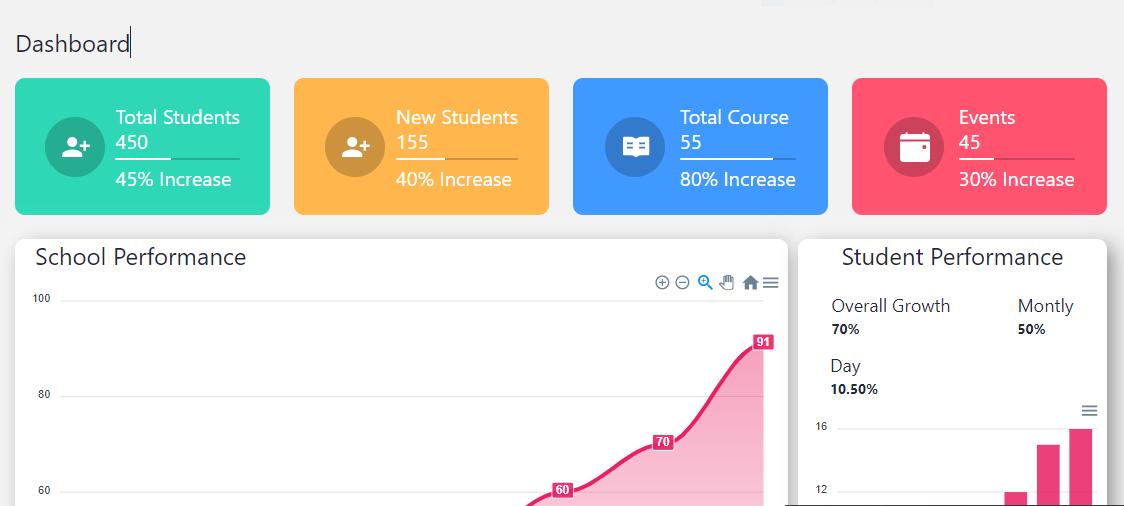 Dashboard
Total Students
450
45% Increase
New Students
155
40% Increase
Total Course
55
80% Increase
Events
45
30% Increase
School Performance
100
91
80
70
60
60
Student Performance
Overall Growth
70%
Montly
50%
Day
10.50%
16
12